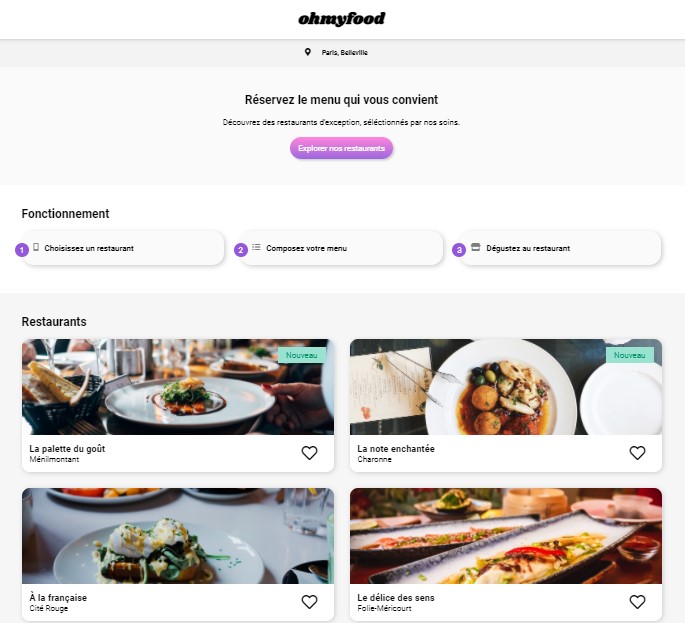 ohmyfood
Paris, Belleville
Réservez le menu qui vous convient
Découvrez des restaurants d'exception, séléctionnés par nos soins.
Explorer nos restaurants
Fonctionnement
1 Choisissez un restaurant
2 Composez votre menu
3 Dégustez au restaurant
Restaurants
Nouveau
Nouveau
La palette du goût
Ménilmontant
La note enchantée
Charonne
À la française
Cité Rouge
Le délice des sens
Folie-Méricourt